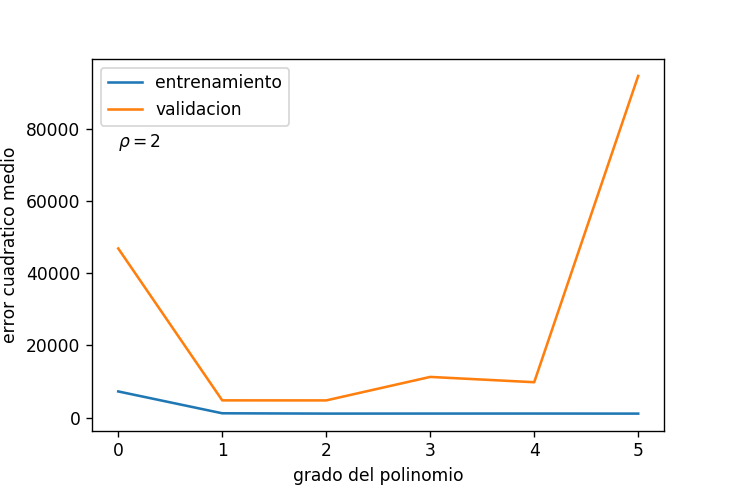 entrenamiento
validacion
ρ = 2
error cuadratico medio
80000
60000
40000
20000
0
0 1 2 3 4 5
grado del polinomio